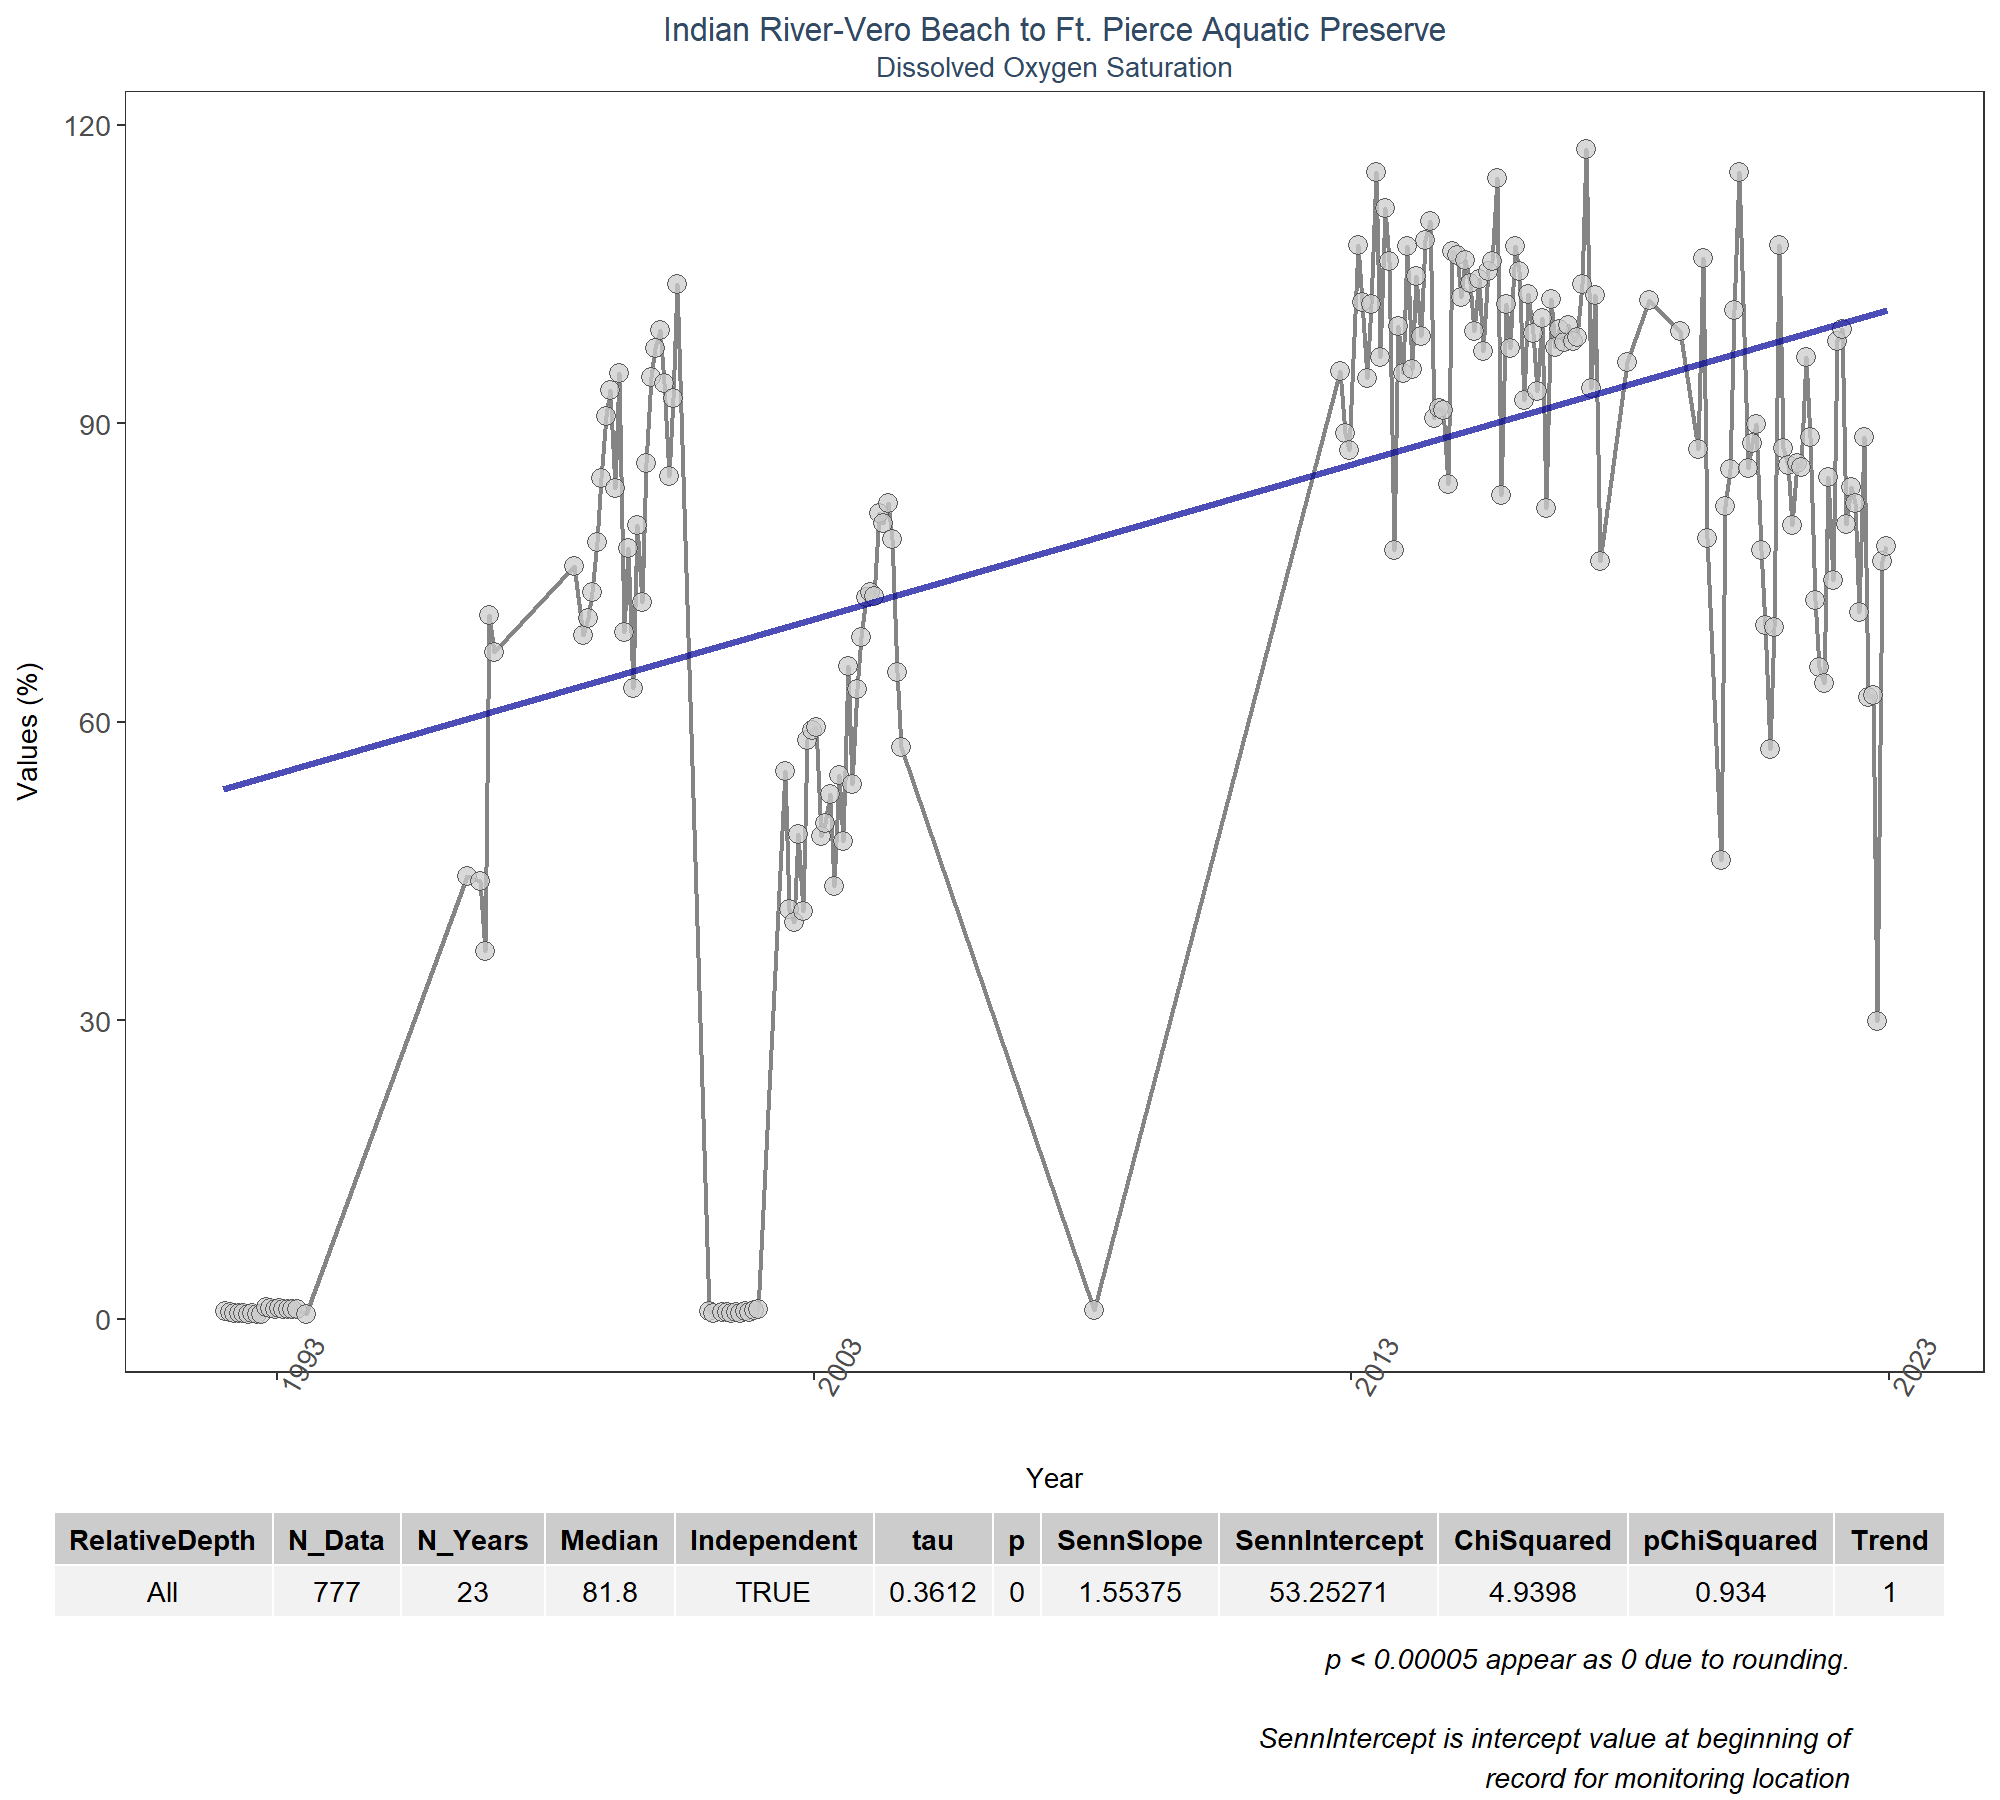 Indian River-Vero Beach to Ft. Pierce Aquatic Preserve
Dissolved Oxygen Saturation
120
90
60
30
0
Values (%)
1993
2003
2013
2023
Year
RelativeDepth N_Data N_Years Median Independent tau p SennSlope SennIntercept ChiSquared pChiSquared Trend
All 777 23 81.8 TRUE 0.3612 0 1.55375 53.25271 4.9398 0.934 1
p < 0.00005 appear as 0 due to rounding.
SennIntercept is intercept value at beginning of
record for monitoring location